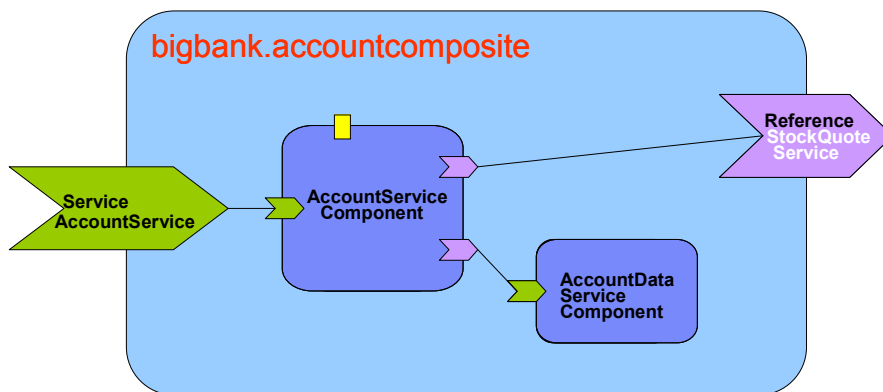 bigbank.accountcomposite
Reference
StockQuote
Service
Service
AccountService
AccountService
Component
AccountData
Service
Component